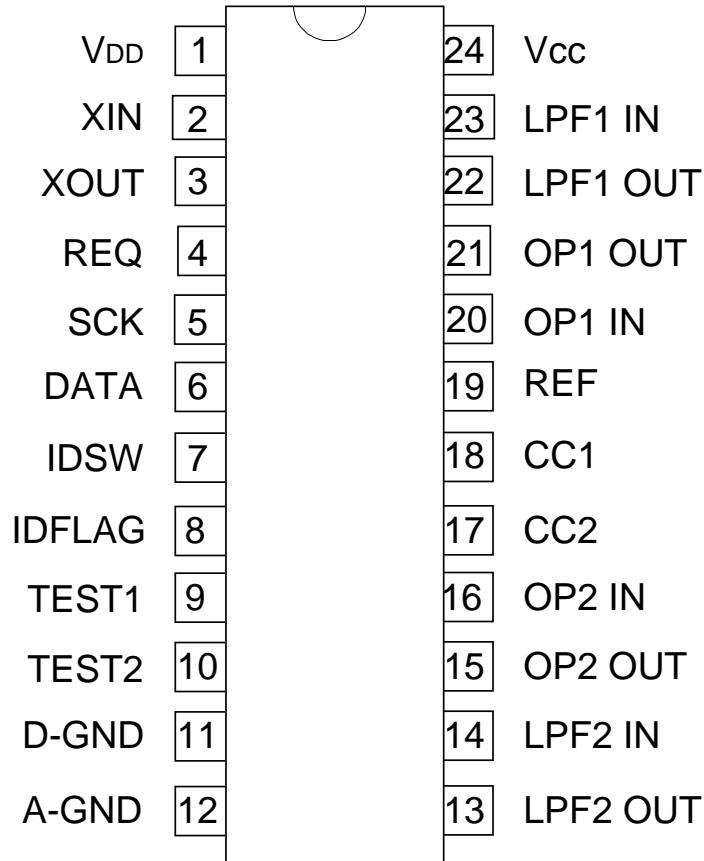 VDD 1 24 Vcc
XIN 2 23 LPF1 IN
XOUT 3 22 LPF1 OUT
REQ 4 21 OP1 OUT
SCK 5 20 OP1 IN
DATA 6 19 REF
IDSW 7 18 CC1
IDFLAG 8 17 CC2
TEST1 9 16 OP2 IN
TEST2 10 15 OP2 OUT
D-GND 11 14 LPF2 IN
A-GND 12 13 LPF2 OUT